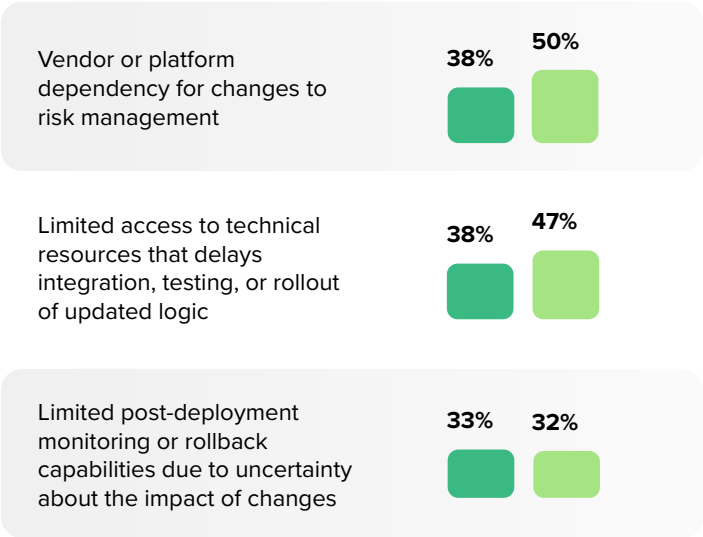 Vendor or platform
dependency for changes to
risk management
38%
50%
Limited access to technical
resources that delays
integration, testing, or rollout
of updated logic
38%
47%
Limited post-deployment
monitoring or rollback
capabilities due to uncertainty
about the impact of changes
33%
32%